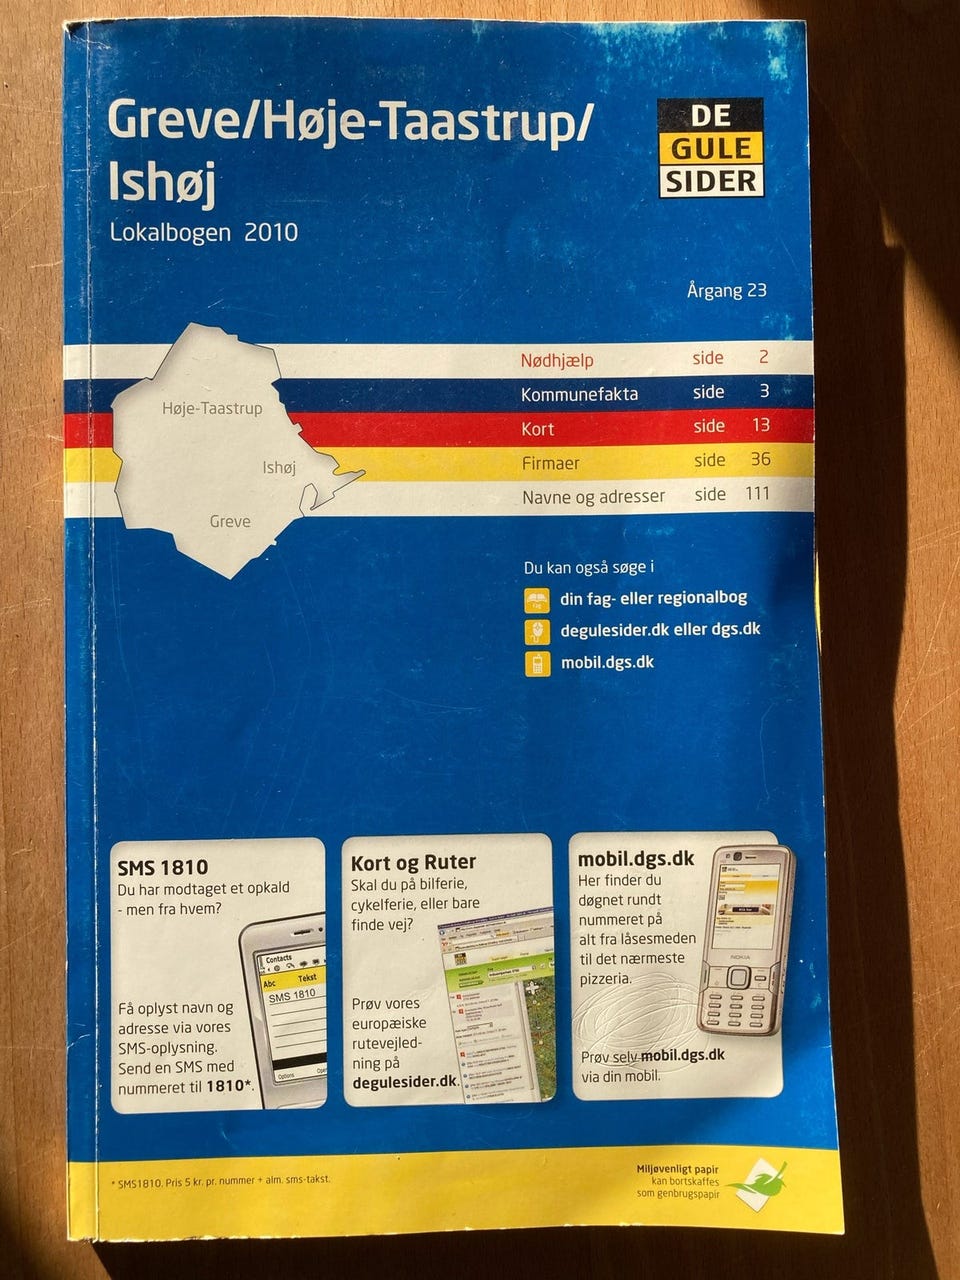 Greve/Høje-Taastrup/
Ishøj
Lokalbogen 2010
DE
GULE
SIDER
Årgang 23
Nødhjælp side 2
Kommunefakta side 3
Kort side 13
Firmaer side 36
Navne og adresser side 111
Høje-Taastrup
Ishøj
Greve
Du kan også søge i
din fag- eller regionalbog
degulesider.dk eller dgs.dk
mobil.dgs.dk
SMS 1810
Du har modtaget et opkald
- men fra hvem?
Contacts
Abc Tekst
SMS 1810
Options
Få oplyst navn og
adresse via vores
SMS-oplysning.
Send en SMS med
nummeret til 1810*.
Kort og Ruter
Skal du på bilferie,
cykelferie, eller bare
finde vej?
Prøv vores
europæiske
rutevejled-
ning på
degulesider.dk.
mobil.dgs.dk
Her finder du
døgnet rundt
nummeret på
alt fra låsesmeden
til det nærmeste
pizzeria.
NOKIA
Prøv selv mobil.dgs.dk
via din mobil.
* SMS1810. Pris 5 kr. pr. nummer + alm. sms-takst.
Miljøvenligt papir
kan bortskaffes
som genbrugspapir